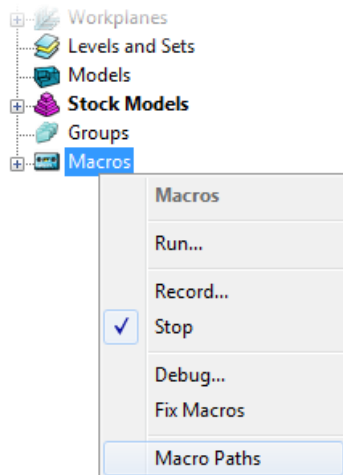 Workplanes
Levels and Sets
Models
Stock Models
Groups
Macros
Macros
Run...
Record...
Stop
Debug...
Fix Macros
Macro Paths